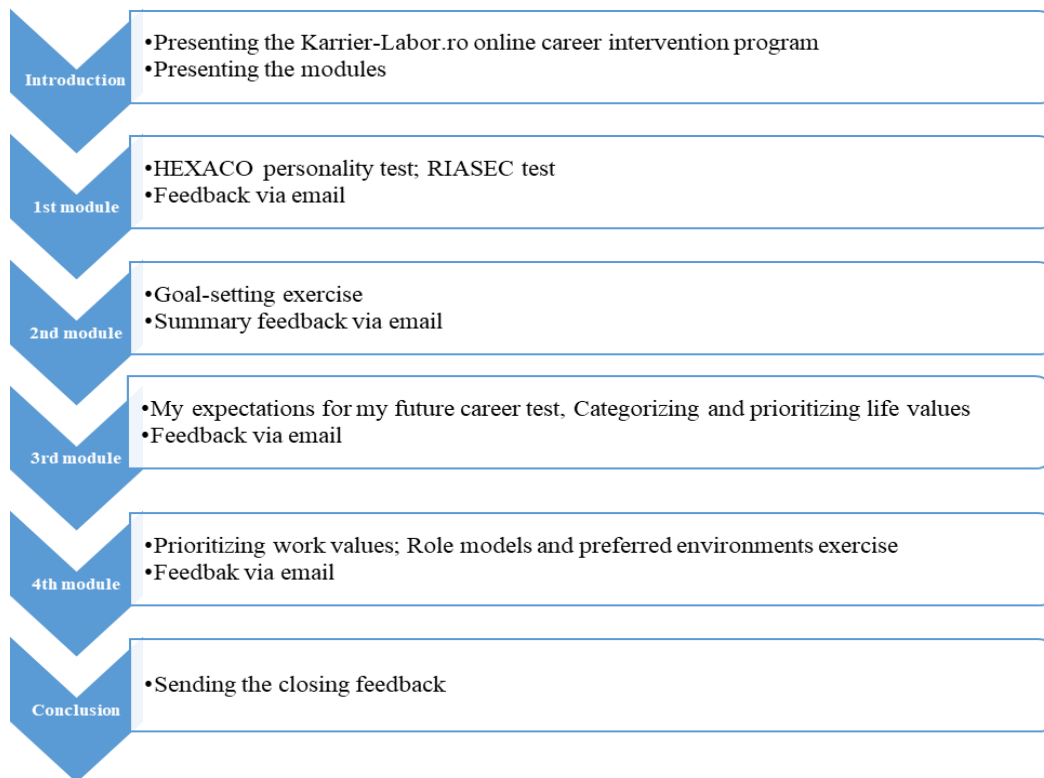 Introduction
•Presenting the Karrier-Labor.ro online career intervention program
•Presenting the modules
1st module
•HEXACO personality test; RIASEC test
•Feedback via email
2nd module
•Goal-setting exercise
•Summary feedback via email
3rd module
•My expectations for my future career test, Categorizing and prioritizing life values
•Feedback via email
4th module
•Prioritizing work values; Role models and preferred environments exercise
•Feedbak via email
Conclusion
•Sending the closing feedback